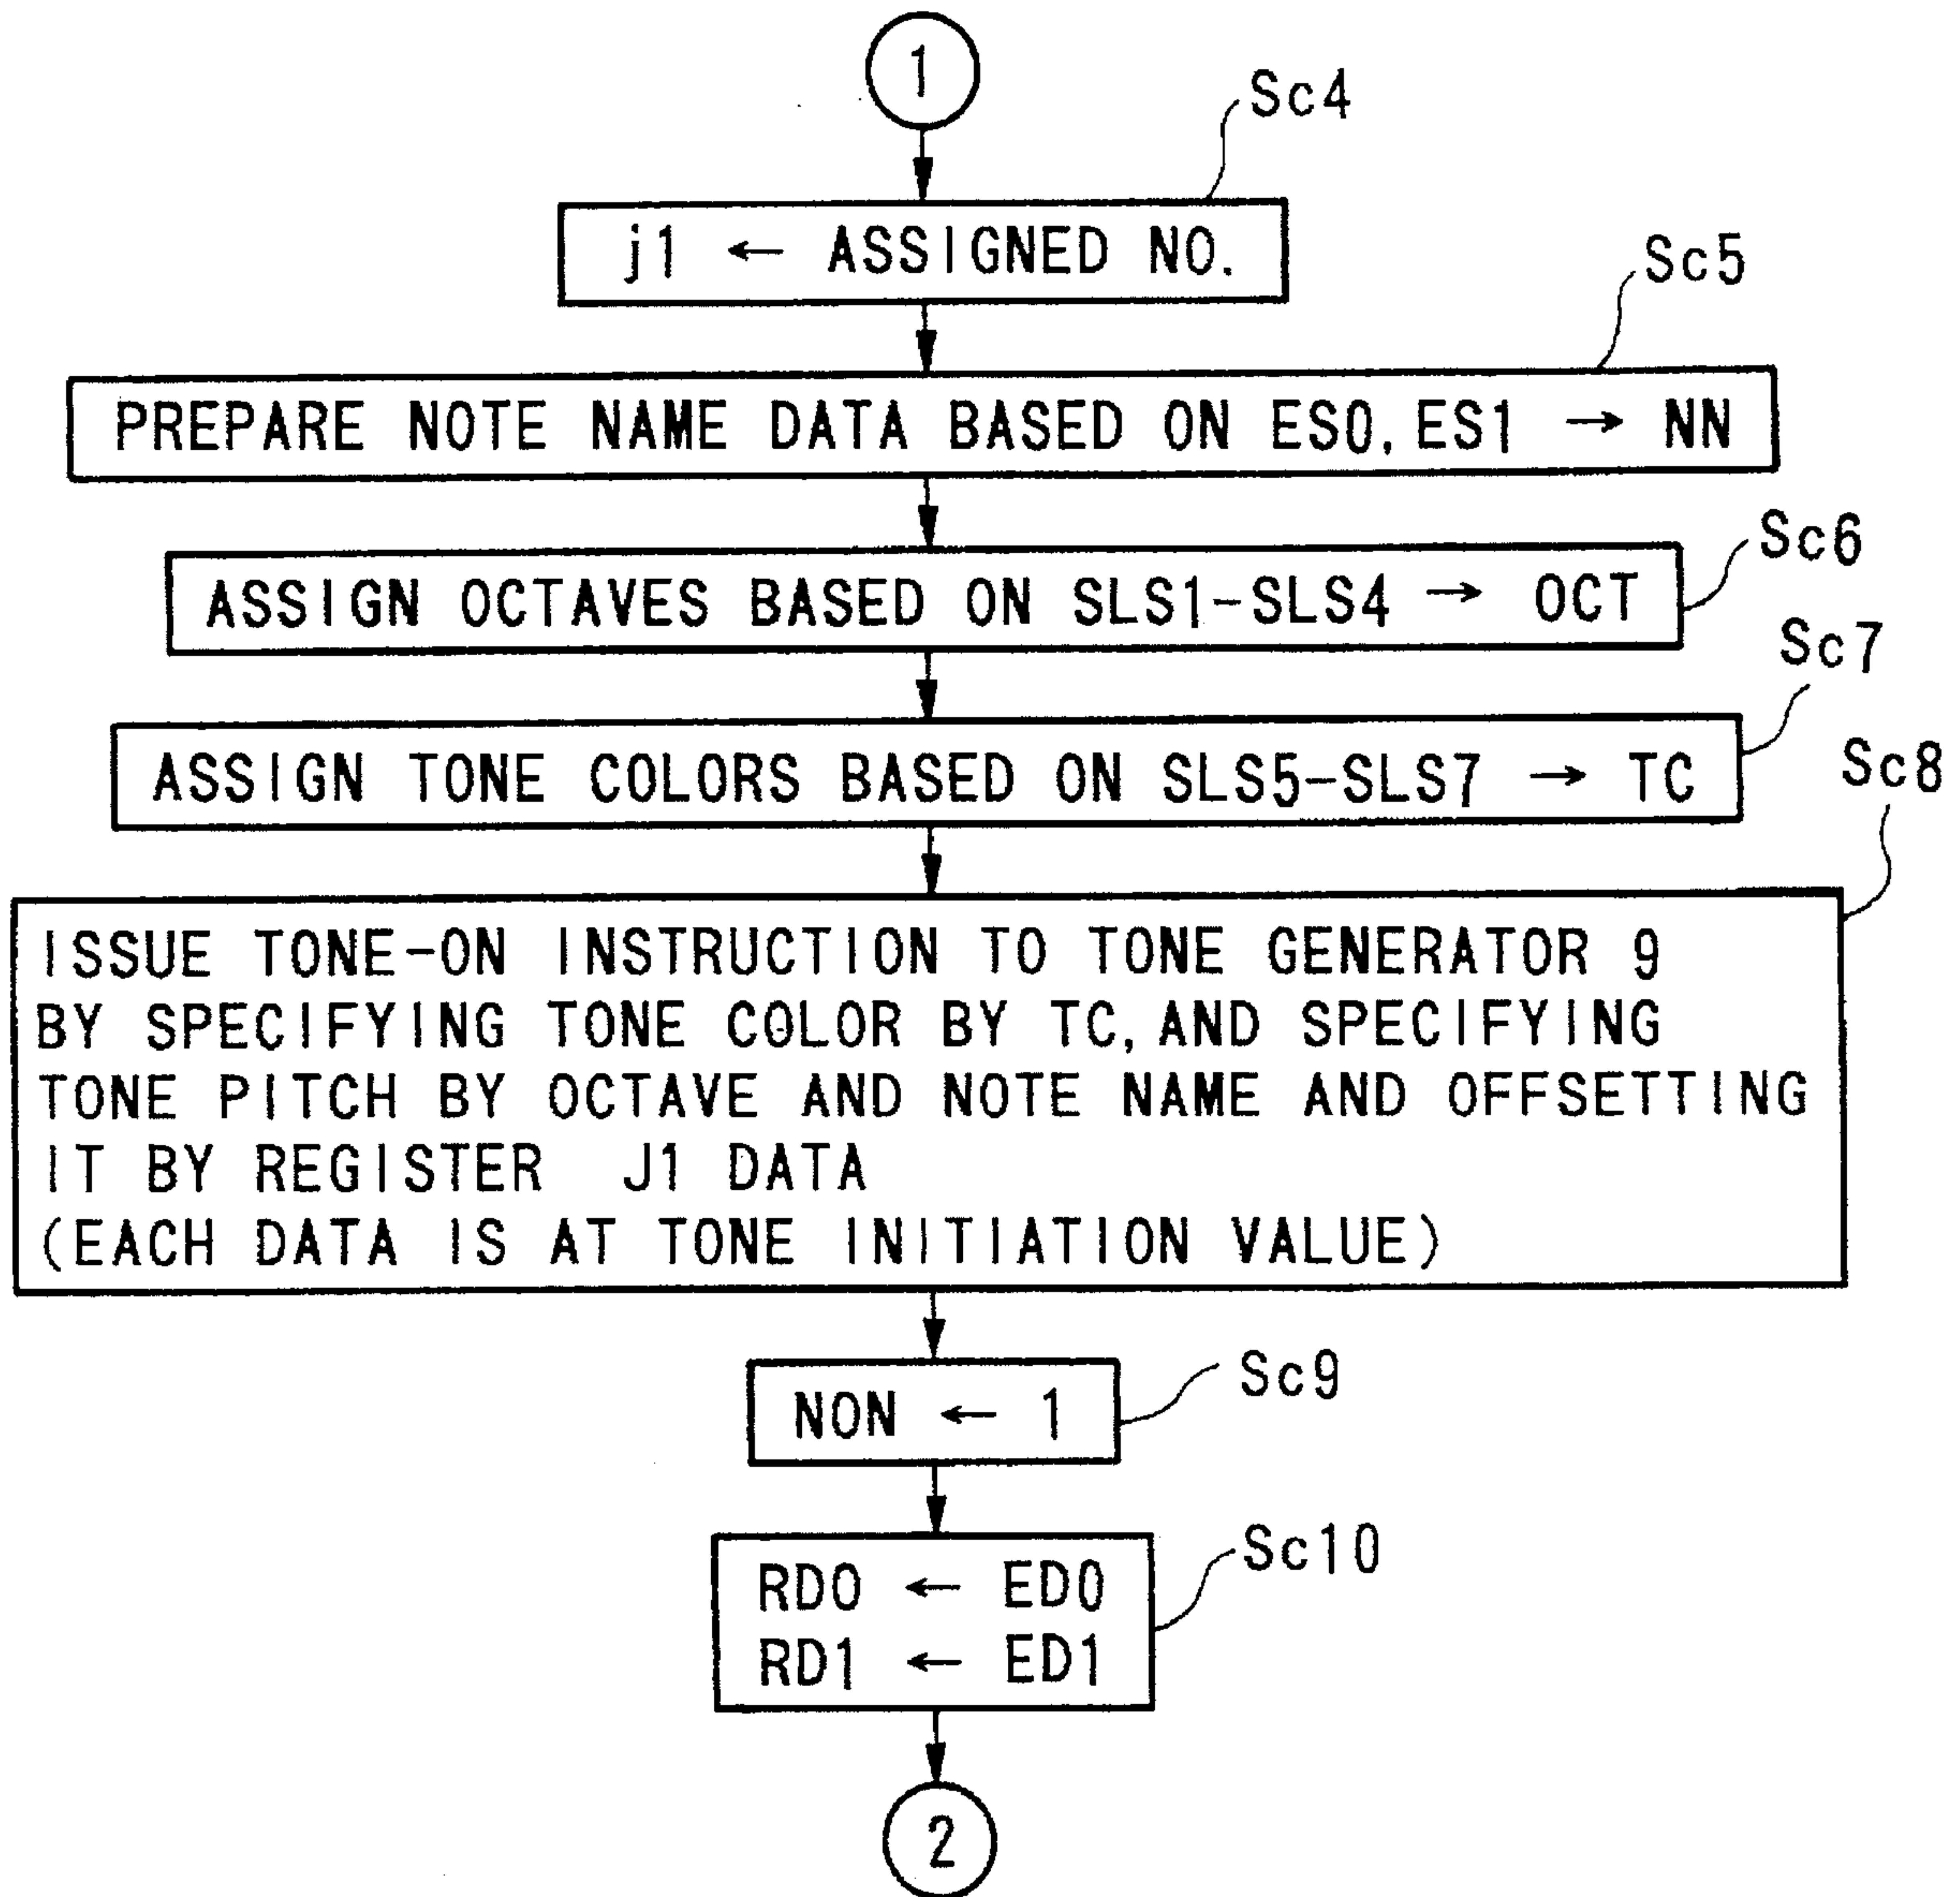 1
Sc4
j1 ← ASSIGNED NO.
Sc5
PREPARE NOTE NAME DATA BASED ON ES0, ES1 → NN
Sc6
ASSIGN OCTAVES BASED ON SLS1-SLS4 → OCT
Sc7
ASSIGN TONE COLORS BASED ON SLS5-SLS7 → TC
Sc8
ISSUE TONE-ON INSTRUCTION TO TONE GENERATOR 9
BY SPECIFYING TONE COLOR BY TC, AND SPECIFYING
TONE PITCH BY OCTAVE AND NOTE NAME AND OFFSETTING
IT BY REGISTER J1 DATA
(EACH DATA IS AT TONE INITIATION VALUE)
Sc9
NON ← 1
Sc10
RD0 ← ED0
RD1 ← ED1
2